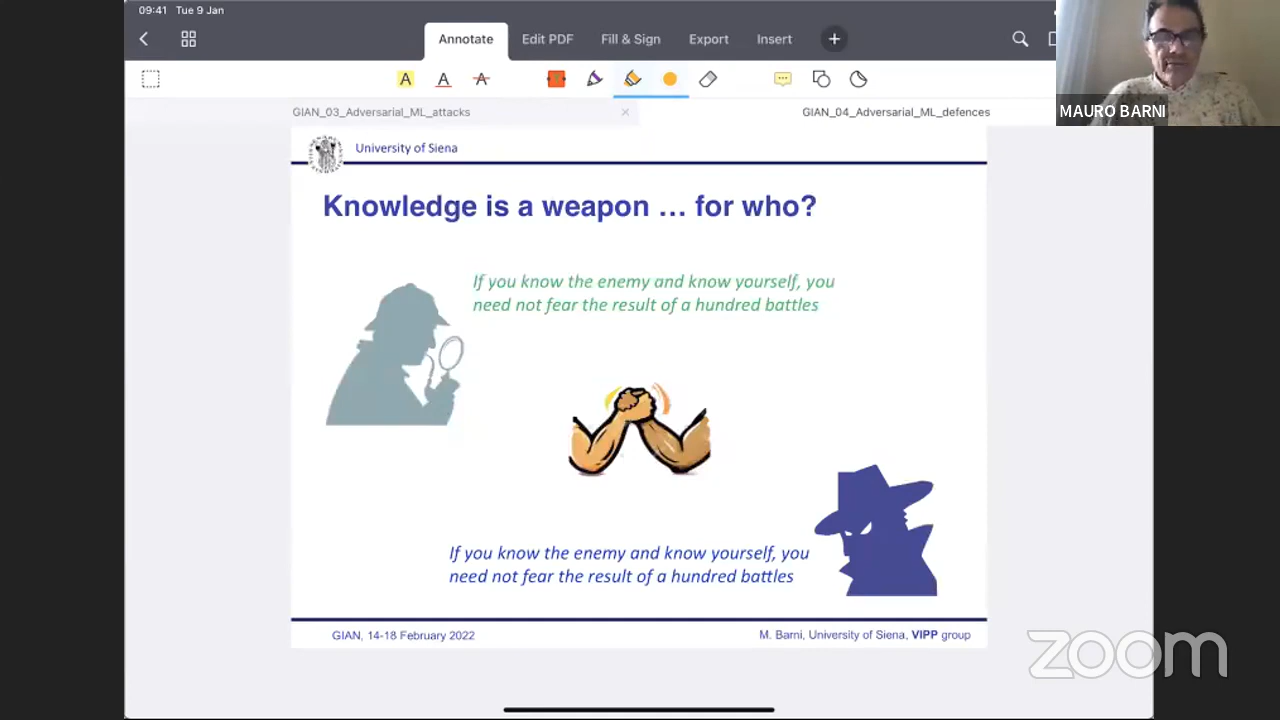 09:41 Tue 9 Jan
Annotate Edit PDF Fill & Sign Export Insert
A A A
GIAN_03_Adversarial_ML_attacks GIAN_04_Adversarial_ML_defences
MAURO BARNI
University of Siena
Knowledge is a weapon … for who?
If you know the enemy and know yourself, you
need not fear the result of a hundred battles
If you know the enemy and know yourself, you
need not fear the result of a hundred battles
GIAN, 14-18 February 2022 M. Barni, University of Siena, VIPP group
zoom